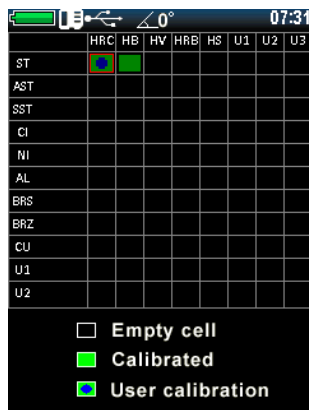 0° 07:31
HRC HB HV HRB HS U1 U2 U3
ST
AST
SST
CI
NI
AL
BRS
BRZ
CU
U1
U2
Empty cell
Calibrated
User calibration